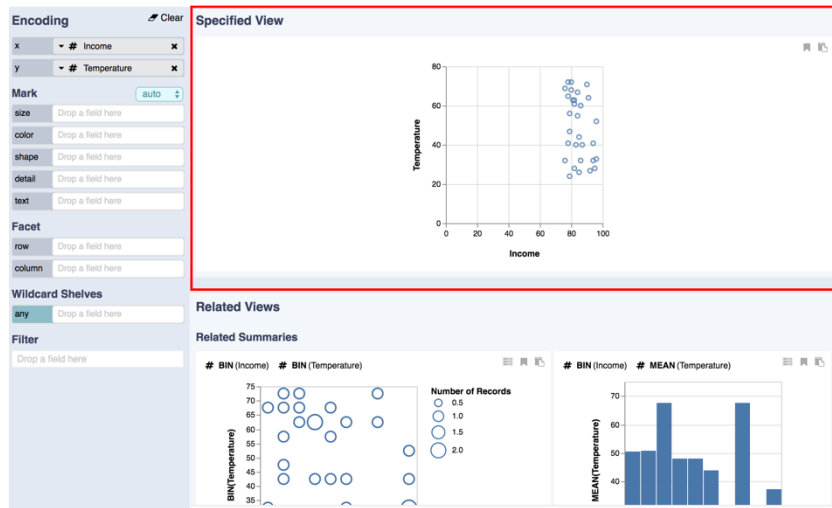 Encoding
Clear
x # Income ×
y # Temperature ×
Mark auto
size Drop a field here
color Drop a field here
shape Drop a field here
detail Drop a field here
text Drop a field here
Facet
row Drop a field here
column Drop a field here
Wildcard Shelves
any Drop a field here
Filter
Drop a field here
Specified View
80
60
40
20
0
Temperature
0 20 40 60 80 100
Income
Related Views
Related Summaries
# BIN (Income) # BIN (Temperature)
75
70
65
60
55
50
45
40
35
BIN(Temperature)
Number of Records
0.5
1.0
1.5
2.0
# BIN (Income) # MEAN (Temperature)
70
60
50
40
MEAN(Temperature)